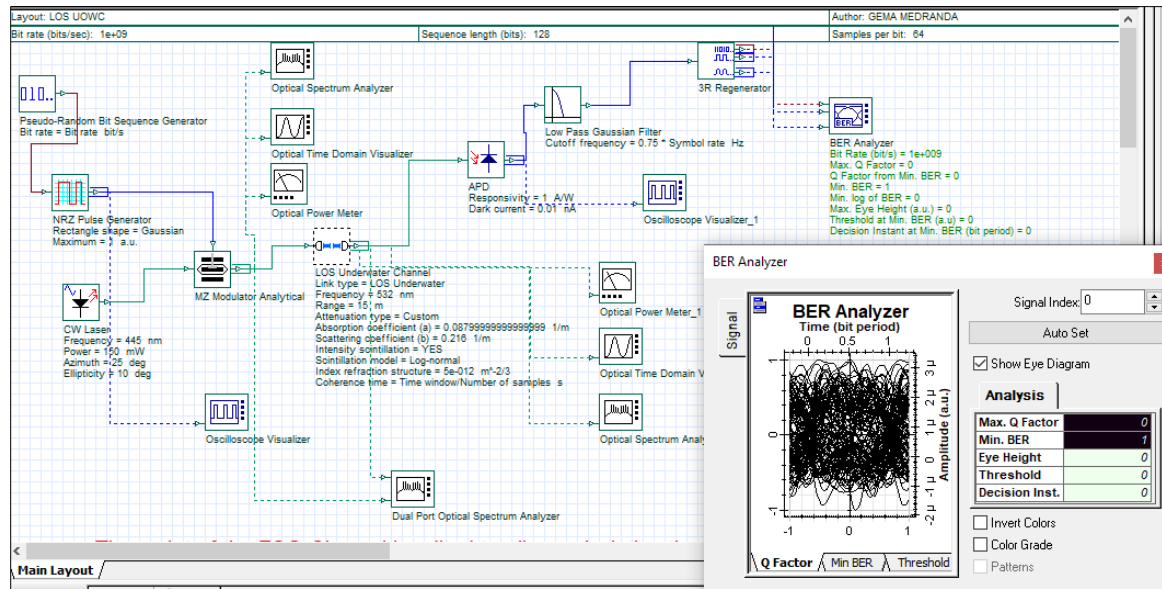 Layout: LOS UOWC
Author: GEMA MEDRANDA
Bit rate (bits/sec): 1e+09
Sequence length (bits): 128
Samples per bit: 64
Pseudo-Random Bit Sequence Generator
Bit rate = Bit rate bit/s
Optical Spectrum Analyzer
Optical Time Domain Visualizer
Optical Power Meter
NRZ Pulse Generator
Rectangle shape = Gaussian
Maximum = 1 a.u.
MZ Modulator Analytical
CW Laser
Frequency = 445 nm
Power = 150 mW
Azimuth = 25 deg
Ellipticity = 10 deg
Oscilloscope Visualizer
LOS Underwater Channel
Link type = LOS Underwater
Frequency = 532 nm
Range = 15 m
Attenuation type = Custom
Absorption coefficient (a) = 0.08799999999999999 1/m
Scattering coefficient (b) = 0.216 1/m
Intensity scintillation = YES
Scintillation model = Log-normal
Index refraction structure = 5e-012 m^-2/3
Coherence time = Time window/Number of samples s
Dual Port Optical Spectrum Analyzer
APD
Responsivity = 1 A/W
Dark current = 0.01 nA
Low Pass Gaussian Filter
Cutoff frequency = 0.75 * Symbol rate Hz
3R Regenerator
Oscilloscope Visualizer_1
Optical Power Meter_1
Optical Time Domain V
Optical Spectrum Analy
BER
BER Analyzer
Bit Rate (bit/s) = 1e+009
Max. Q Factor = 0
Q Factor from Min. BER = 0
Min. BER = 1
Min. log of BER = 0
Max. Eye Height (a.u.) = 0
Threshold at Min. BER (a.u) = 0
Decision Instant at Min. BER (bit period) = 0
Main Layout
BER Analyzer
Signal
BER Analyzer
Time (bit period)
0 0.5 1
1
0
-1
3 µ
2 µ
1 µ
0
-1 µ
-2 µ
Amplitude (a.u.)
-1 0 1
Q Factor
Min BER
Threshold
Signal Index: 0
Auto Set
Show Eye Diagram
Analysis
Max. Q Factor 0
Min. BER 1
Eye Height 0
Threshold 0
Decision Inst. 0
Invert Colors
Color Grade
Patterns